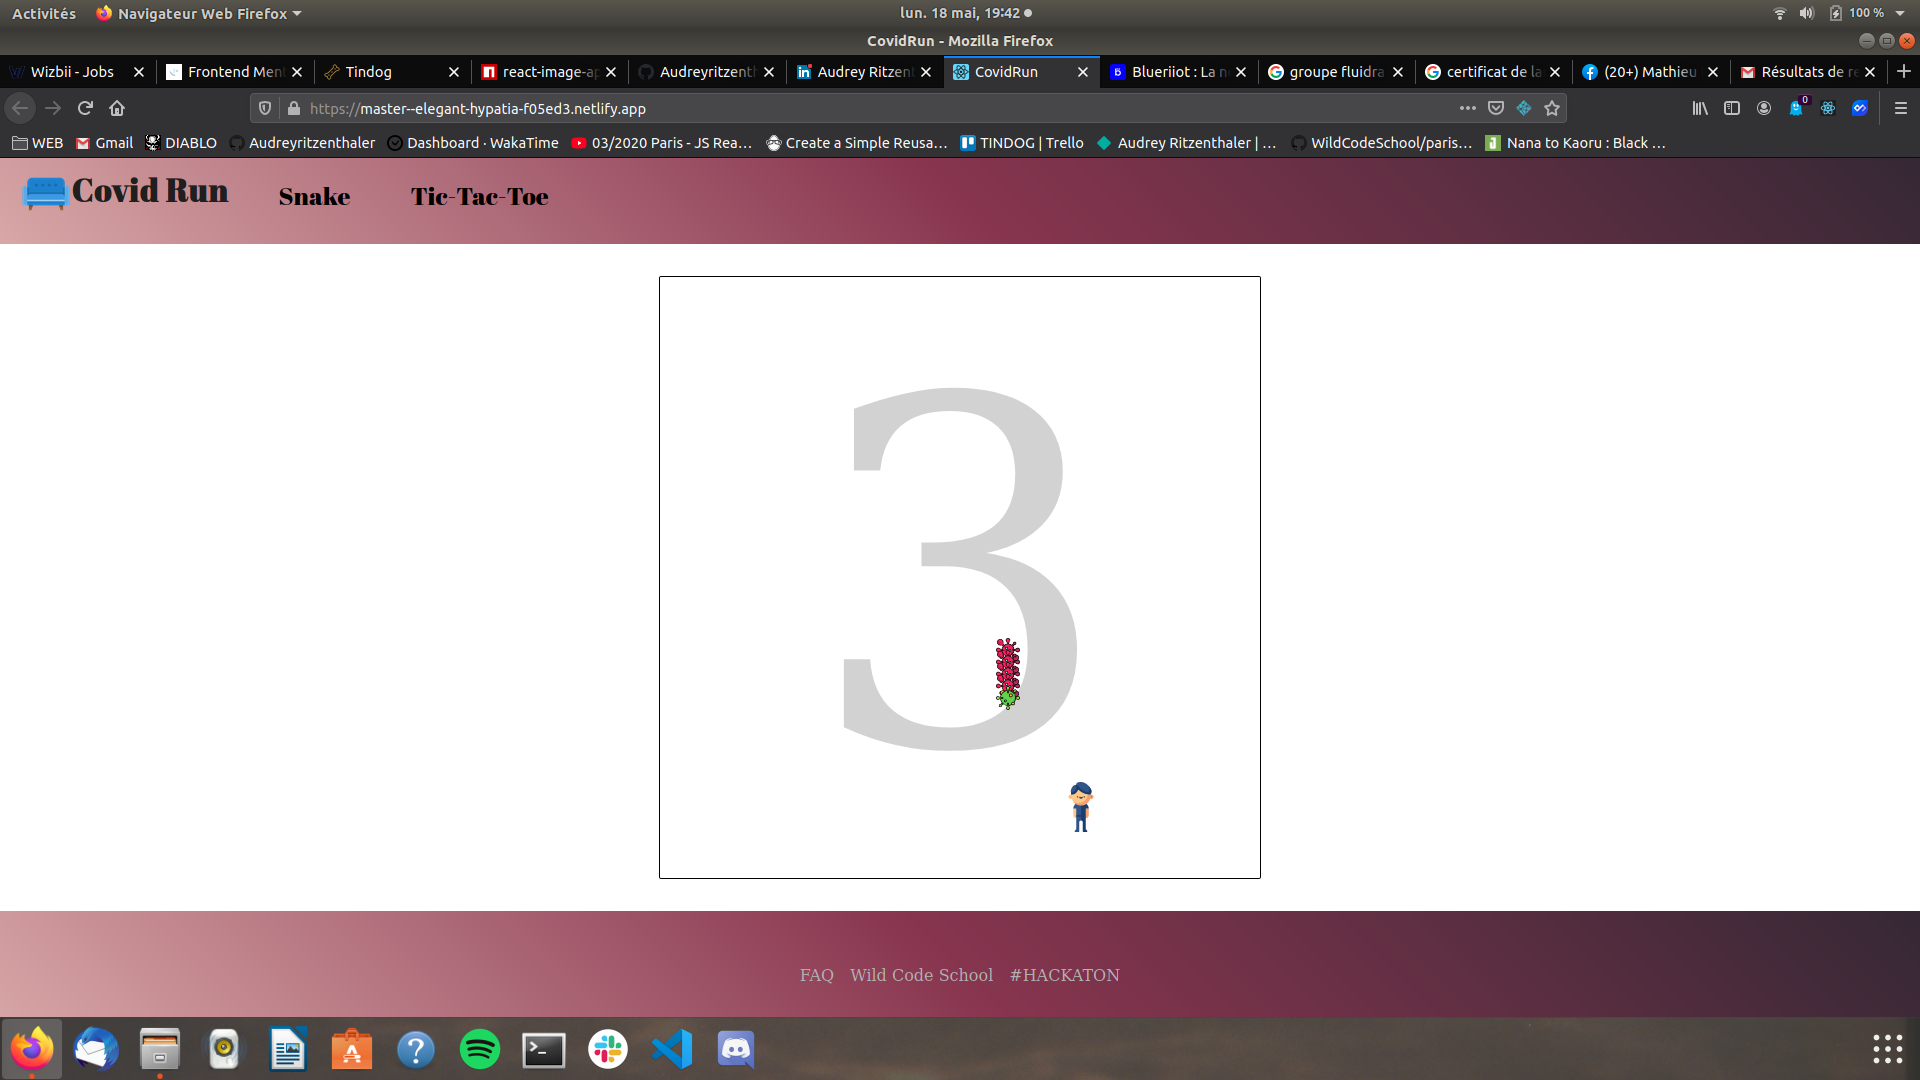 Activités Navigateur Web Firefox lun. 18 mai, 19:42 100 %
CovidRun - Mozilla Firefox
Wizbii - Jobs Frontend Ment Tindog react-image-ap Audreyritzent Audrey Ritzent CovidRun Blueriiot : La n groupe fluidra certificat de la (20+) Mathieu Résultats de re
https://master--elegant-hypatia-f05ed3.netlify.app 0
WEB Gmail DIABLO Audreyritzenthaler Dashboard · WakaTime 03/2020 Paris - JS Rea… Create a Simple Reusa… TINDOG | Trello Audrey Ritzenthaler | … WildCodeSchool/paris… Nana to Kaoru : Black …
Covid Run Snake Tic-Tac-Toe
3
FAQ Wild Code School #HACKATON